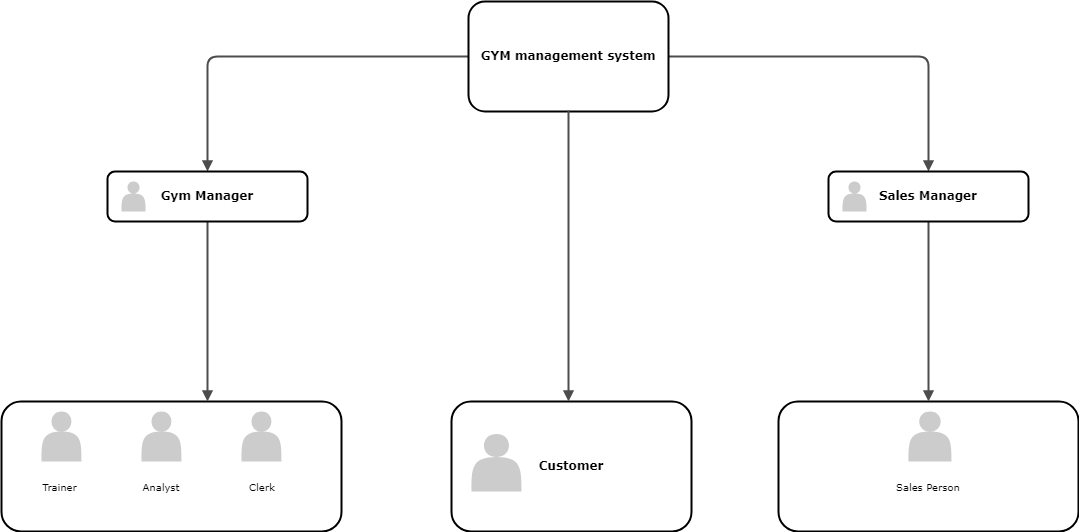 GYM management system
Gym Manager
Sales Manager
Trainer
Analyst
Clerk
Customer
Sales Person